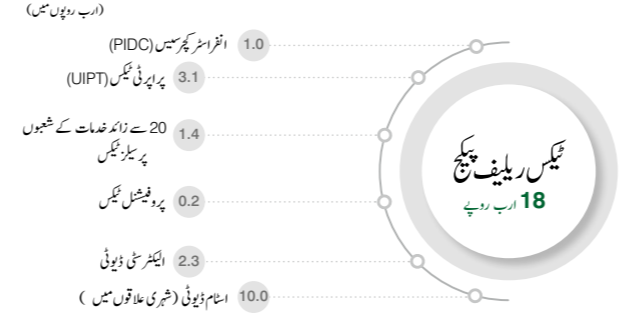 (ارب روپوں میں)
انفراسٹرکچر سیس (PIDC) 1.0
پراپرٹی ٹیکس (UIPT) 3.1
20 سے زائد خدمات کے شعبوں 1.4
پر سیلز ٹیکس
پروفیشنل ٹیکس 0.2
الیکٹرسٹی ڈیوٹی 2.3
اسٹام ڈیوٹی (شہری علاقوں میں ) 10.0
ٹیکس ریلیف پیکج
18 ارب روپے